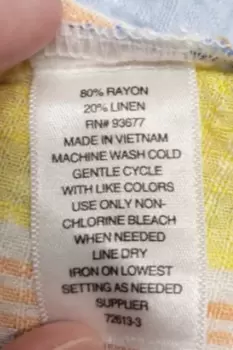 80% RAYON
20% LINEN
RN# 93677
MADE IN VIETNAM
MACHINE WASH COLD
GENTLE CYCLE
WITH LIKE COLORS
USE ONLY NON-
CHLORINE BLEACH
WHEN NEEDED
LINE DRY
IRON ON LOWEST
SETTING AS NEEDED
SUPPLIER
72613-3